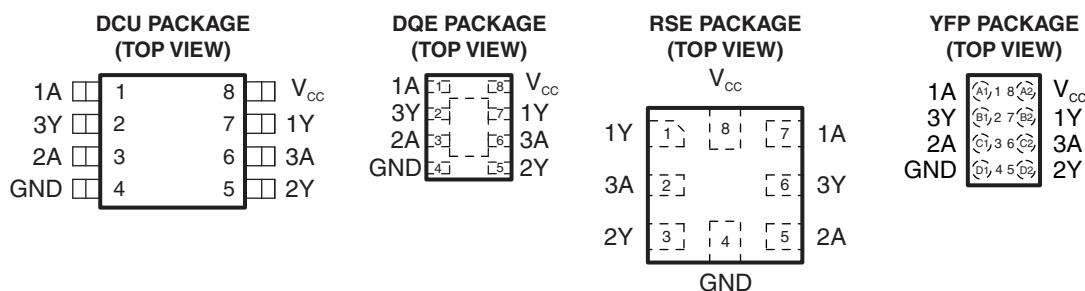 DCU PACKAGE
(TOP VIEW)
1A 1 8 VCC
3Y 2 7 1Y
2A 3 6 3A
GND 4 5 2Y
DQE PACKAGE
(TOP VIEW)
1A 1 8 VCC
3Y 2 7 1Y
2A 3 6 3A
GND 4 5 2Y
RSE PACKAGE
(TOP VIEW)
VCC
1Y 1 8 7 1A
3A 2 6 3Y
2Y 3 4 5 2A
GND
YFP PACKAGE
(TOP VIEW)
1A A1 1 8 A2 VCC
3Y B1 2 7 B2 1Y
2A C1 3 6 C2 3A
GND D1 4 5 D2 2Y